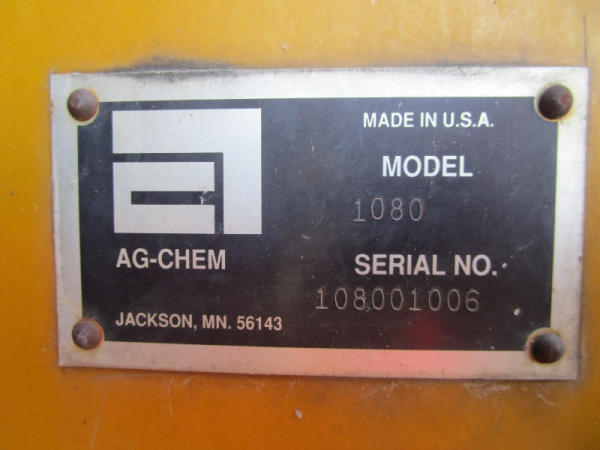 MADE IN U.S.A.
MODEL
1080
AG-CHEM
SERIAL NO.
108001006
JACKSON, MN. 56143